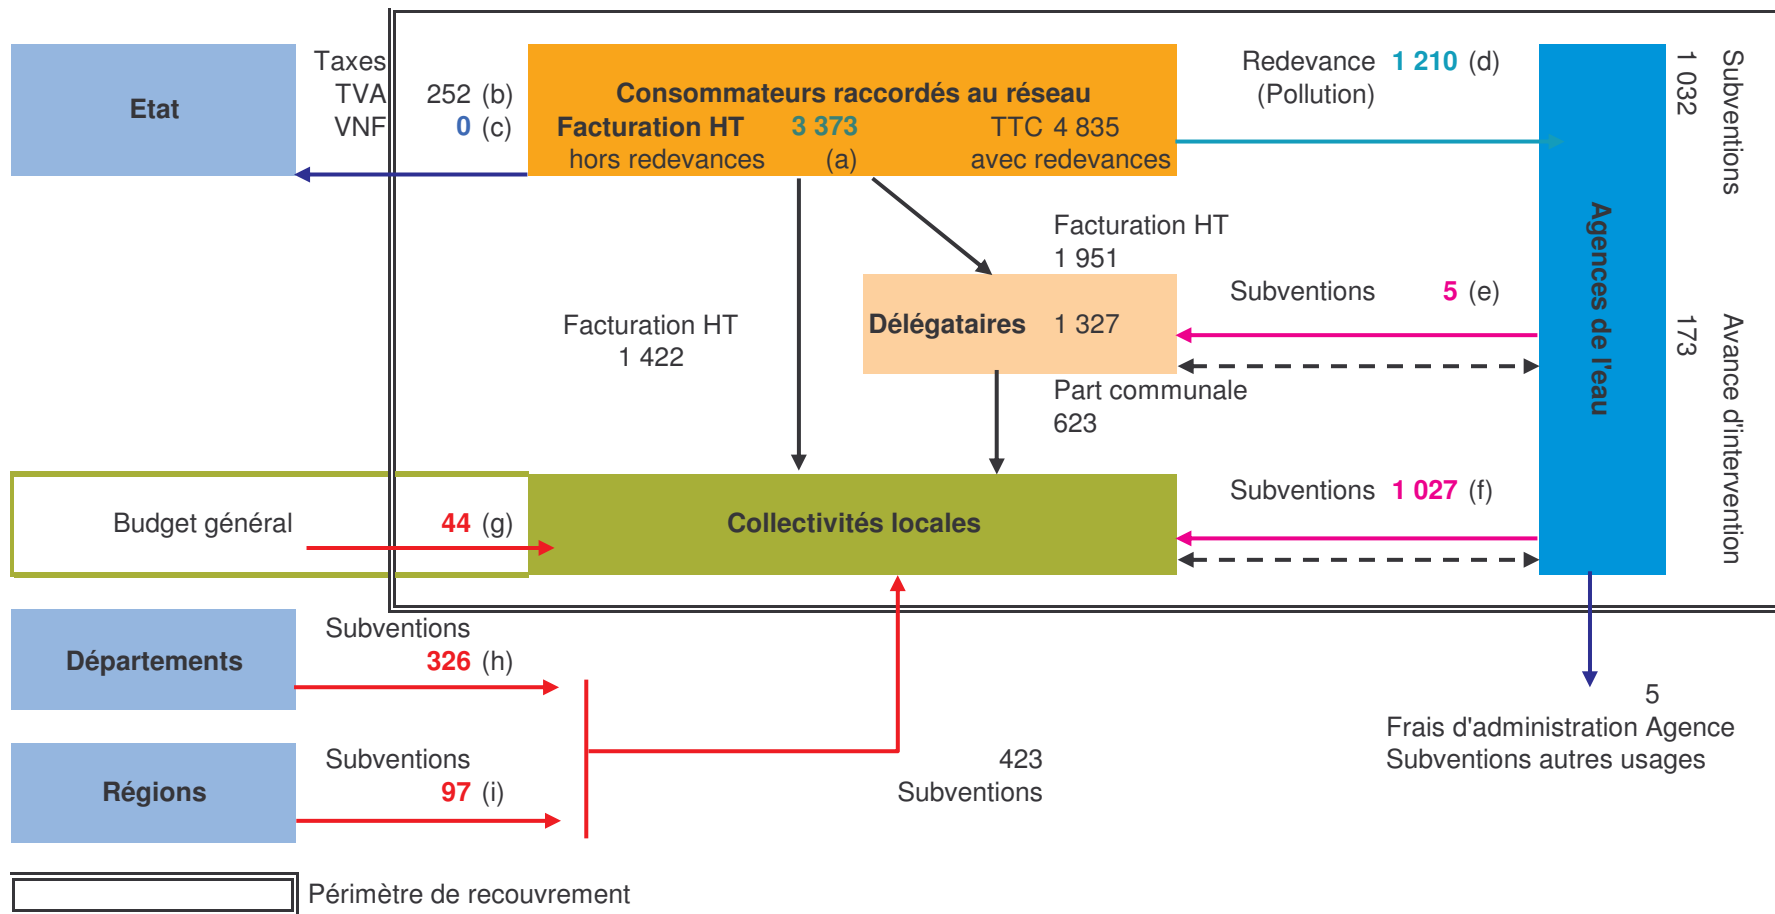 Etat
Taxes
TVA 252 (b)
VNF 0 (c)
Consommateurs raccordés au réseau
Facturation HT 3 373 TTC 4 835
hors redevances (a) avec redevances
Redevance 1 210 (d)
(Pollution)
Agences de l'eau
Subventions
1 032
Avance d'intervention
173
Facturation HT
1 951
Facturation HT
1 422
Délégataires 1 327
Subventions 5 (e)
Part communale
623
Budget général 44 (g)
Collectivités locales
Subventions 1 027 (f)
Départements
Subventions
326 (h)
Régions
Subventions
97 (i)
423
Subventions
5
Frais d'administration Agence
Subventions autres usages
Périmètre de recouvrement